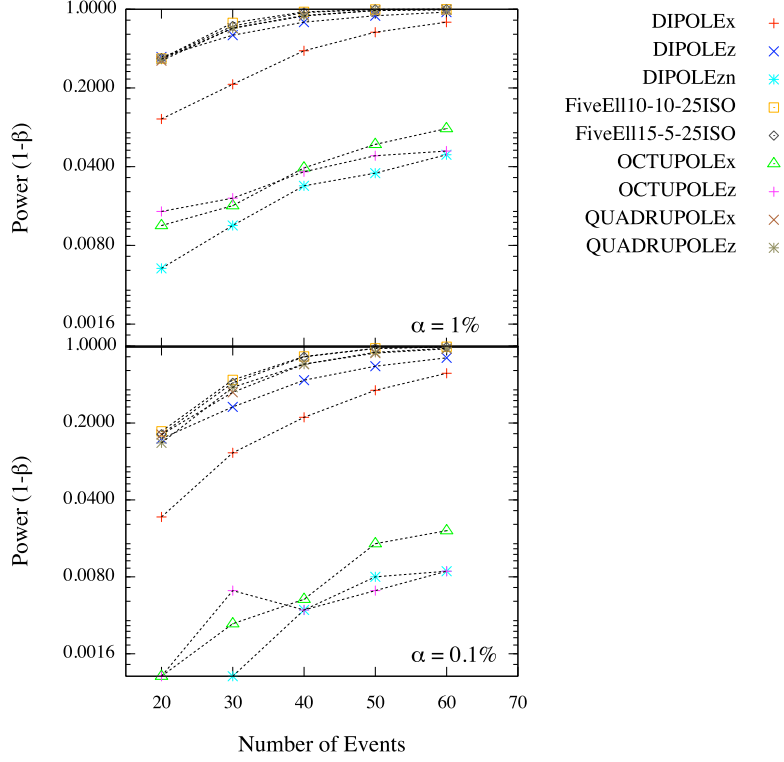 1.0000
0.2000
0.0400
0.0080
0.0016
Power (1-β)
α = 1%
DIPOLEx
DIPOLEz
DIPOLEzn
FiveEll10-10-25ISO
FiveEll15-5-25ISO
OCTUPOLEx
OCTUPOLEz
QUADRUPOLEx
QUADRUPOLEz
1.0000
0.2000
0.0400
0.0080
0.0016
Power (1-β)
α = 0.1%
20 30 40 50 60 70
Number of Events